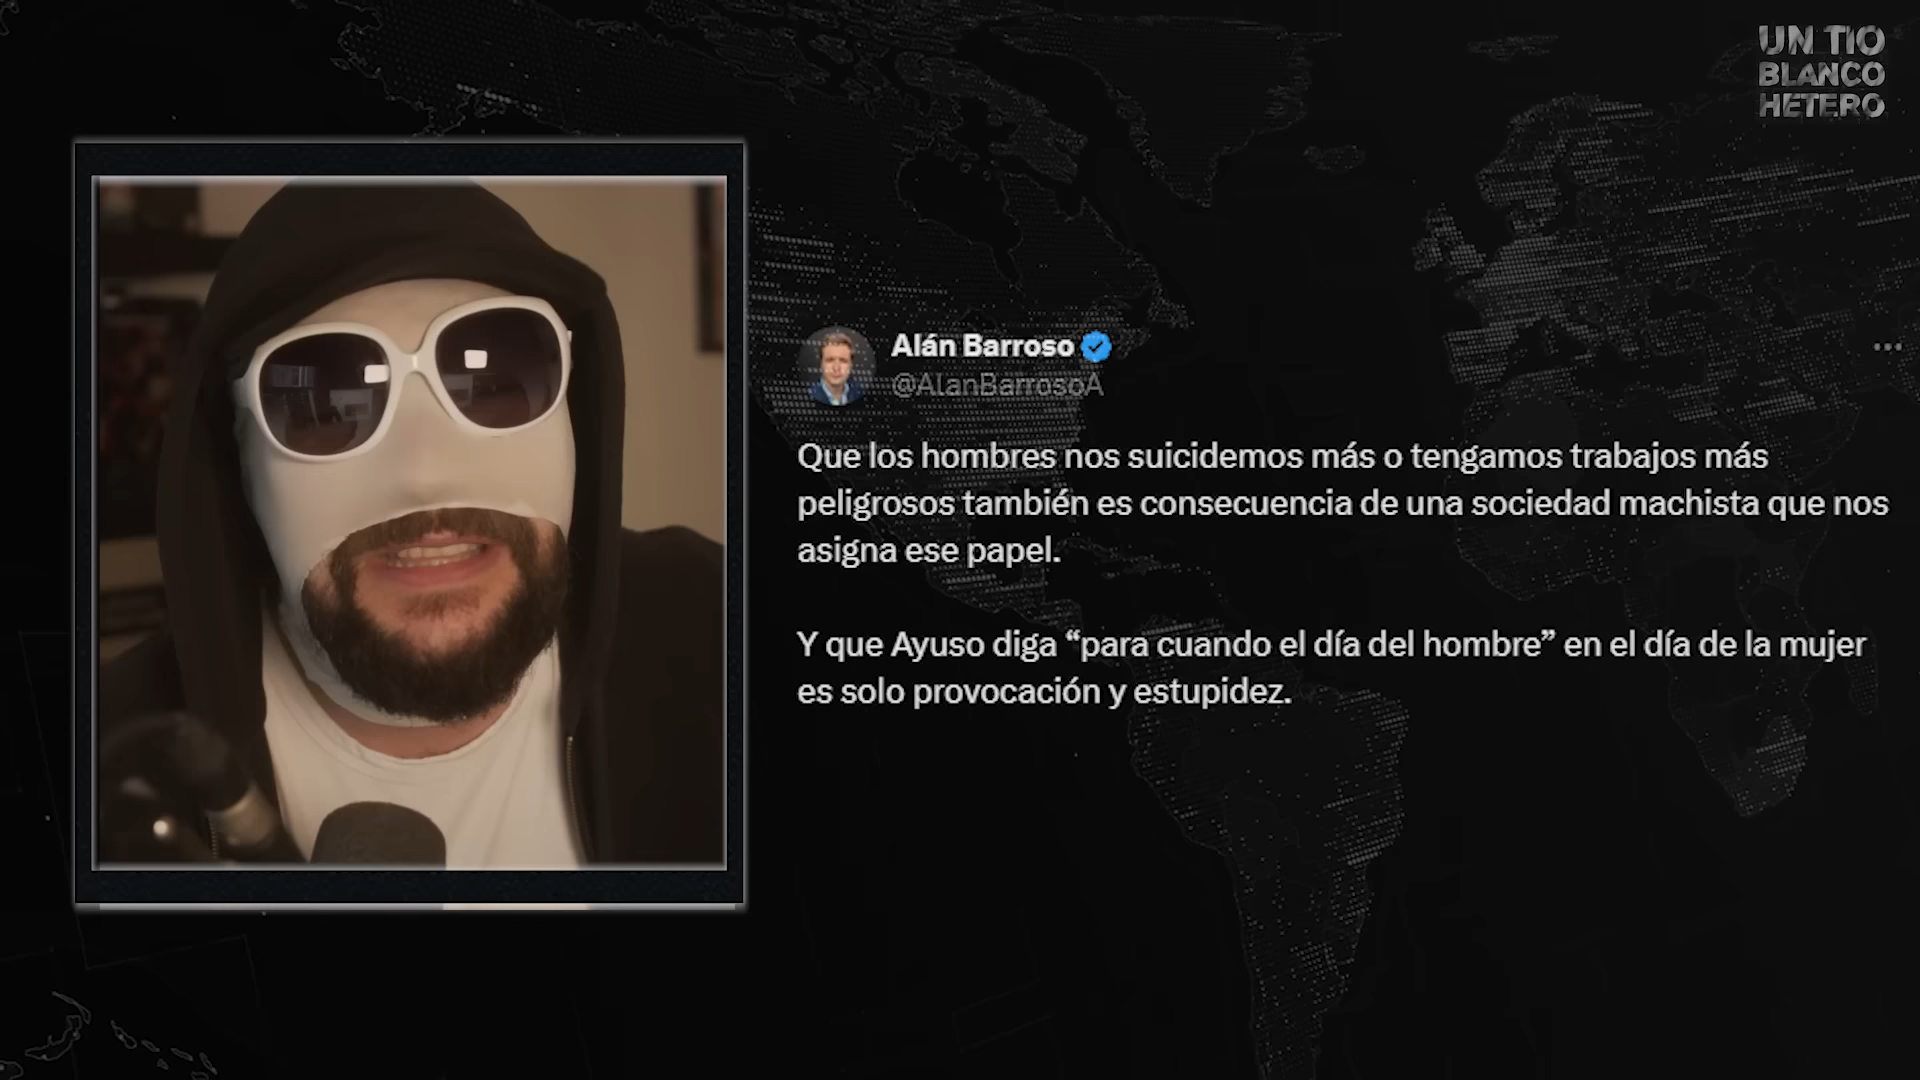 UN TIO
BLANCO
HETERO
Alán Barroso
@AlanBarrosoA
Que los hombres nos suicidemos más o tengamos trabajos más
peligrosos también es consecuencia de una sociedad machista que nos
asigna ese papel.
Y que Ayuso diga “para cuando el día del hombre” en el día de la mujer
es solo provocación y estupidez.